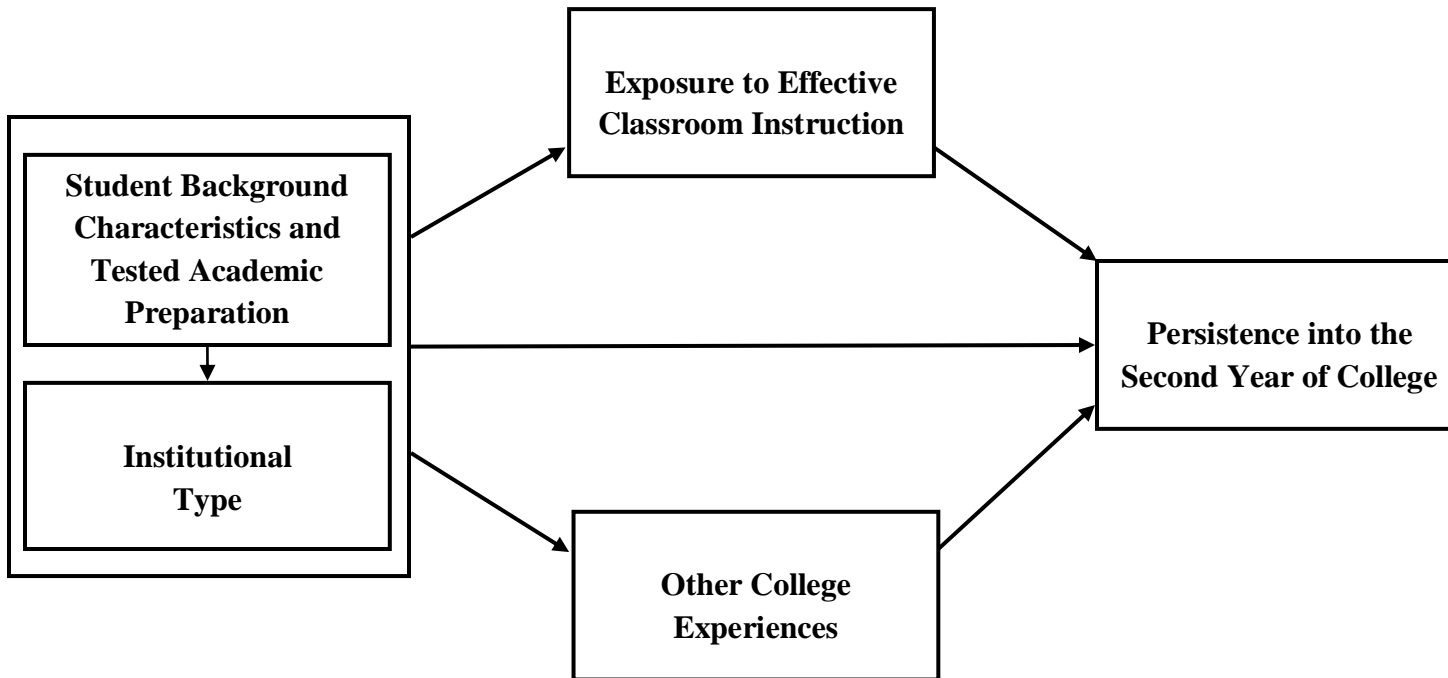 Exposure to Effective
Classroom Instruction
Student Background
Characteristics and
Tested Academic
Preparation
Institutional
Type
Persistence into the
Second Year of College
Other College
Experiences